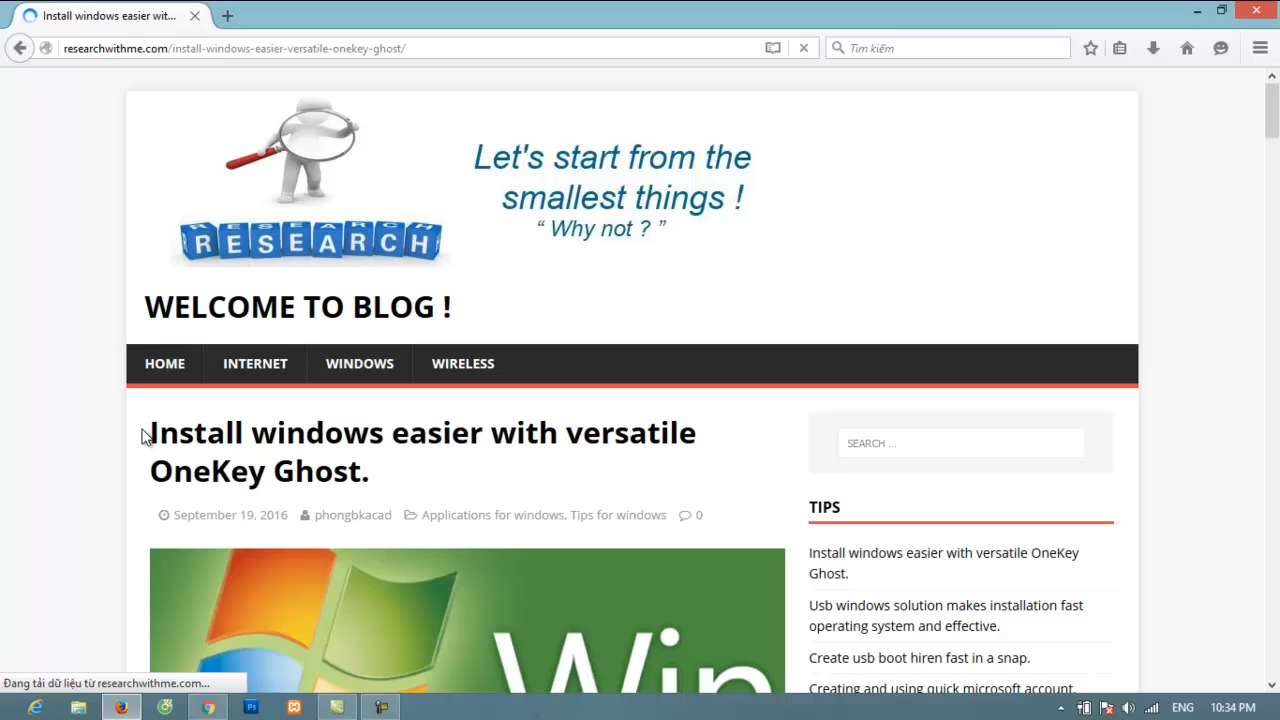 Install windows easier wit...
researchwithme.com/install-windows-easier-versatile-onekey-ghost/
Tìm kiếm
Let's start from the
smallest things !
“ Why not ? ”
RESEARCH
RESEARCH
WELCOME TO BLOG !
HOME INTERNET WINDOWS WIRELESS
Install windows easier with versatile
OneKey Ghost.
September 19, 2016 phongbkacad Applications for windows, Tips for windows 0
Win
SEARCH ...
TIPS
Install windows easier with versatile OneKey
Ghost.
Usb windows solution makes installation fast
operating system and effective.
Create usb boot hiren fast in a snap.
Creating and using quick microsoft account.
Đang tải dữ liệu từ researchwithme.com...
Ps
ENG 10:34 PM